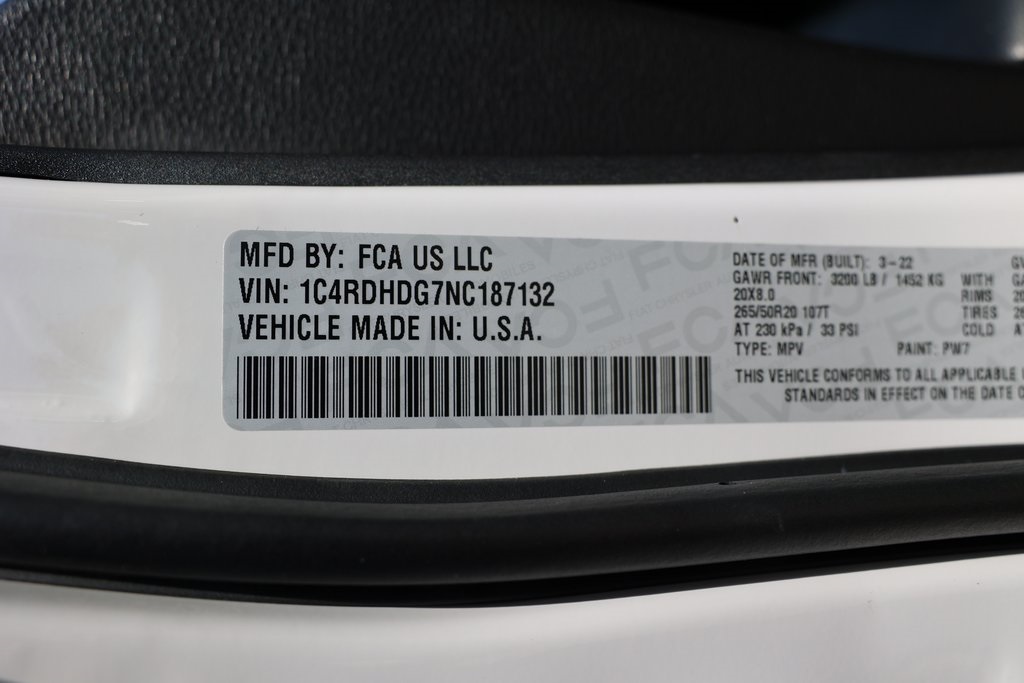 MFD BY: FCA US LLC
VIN: 1C4RDHDG7NC187132
VEHICLE MADE IN: U.S.A.
DATE OF MFR (BUILT): 3-22
GAWR FRONT: 3200 LB / 1452 KG WITH
20X8.0 RIMS
265/50R20 107T TIRES
AT 230 kPa / 33 PSI COLD
TYPE: MPV PAINT: PW7
THIS VEHICLE CONFORMS TO ALL APPLICABLE
STANDARDS IN EFFECT ON THE DATE